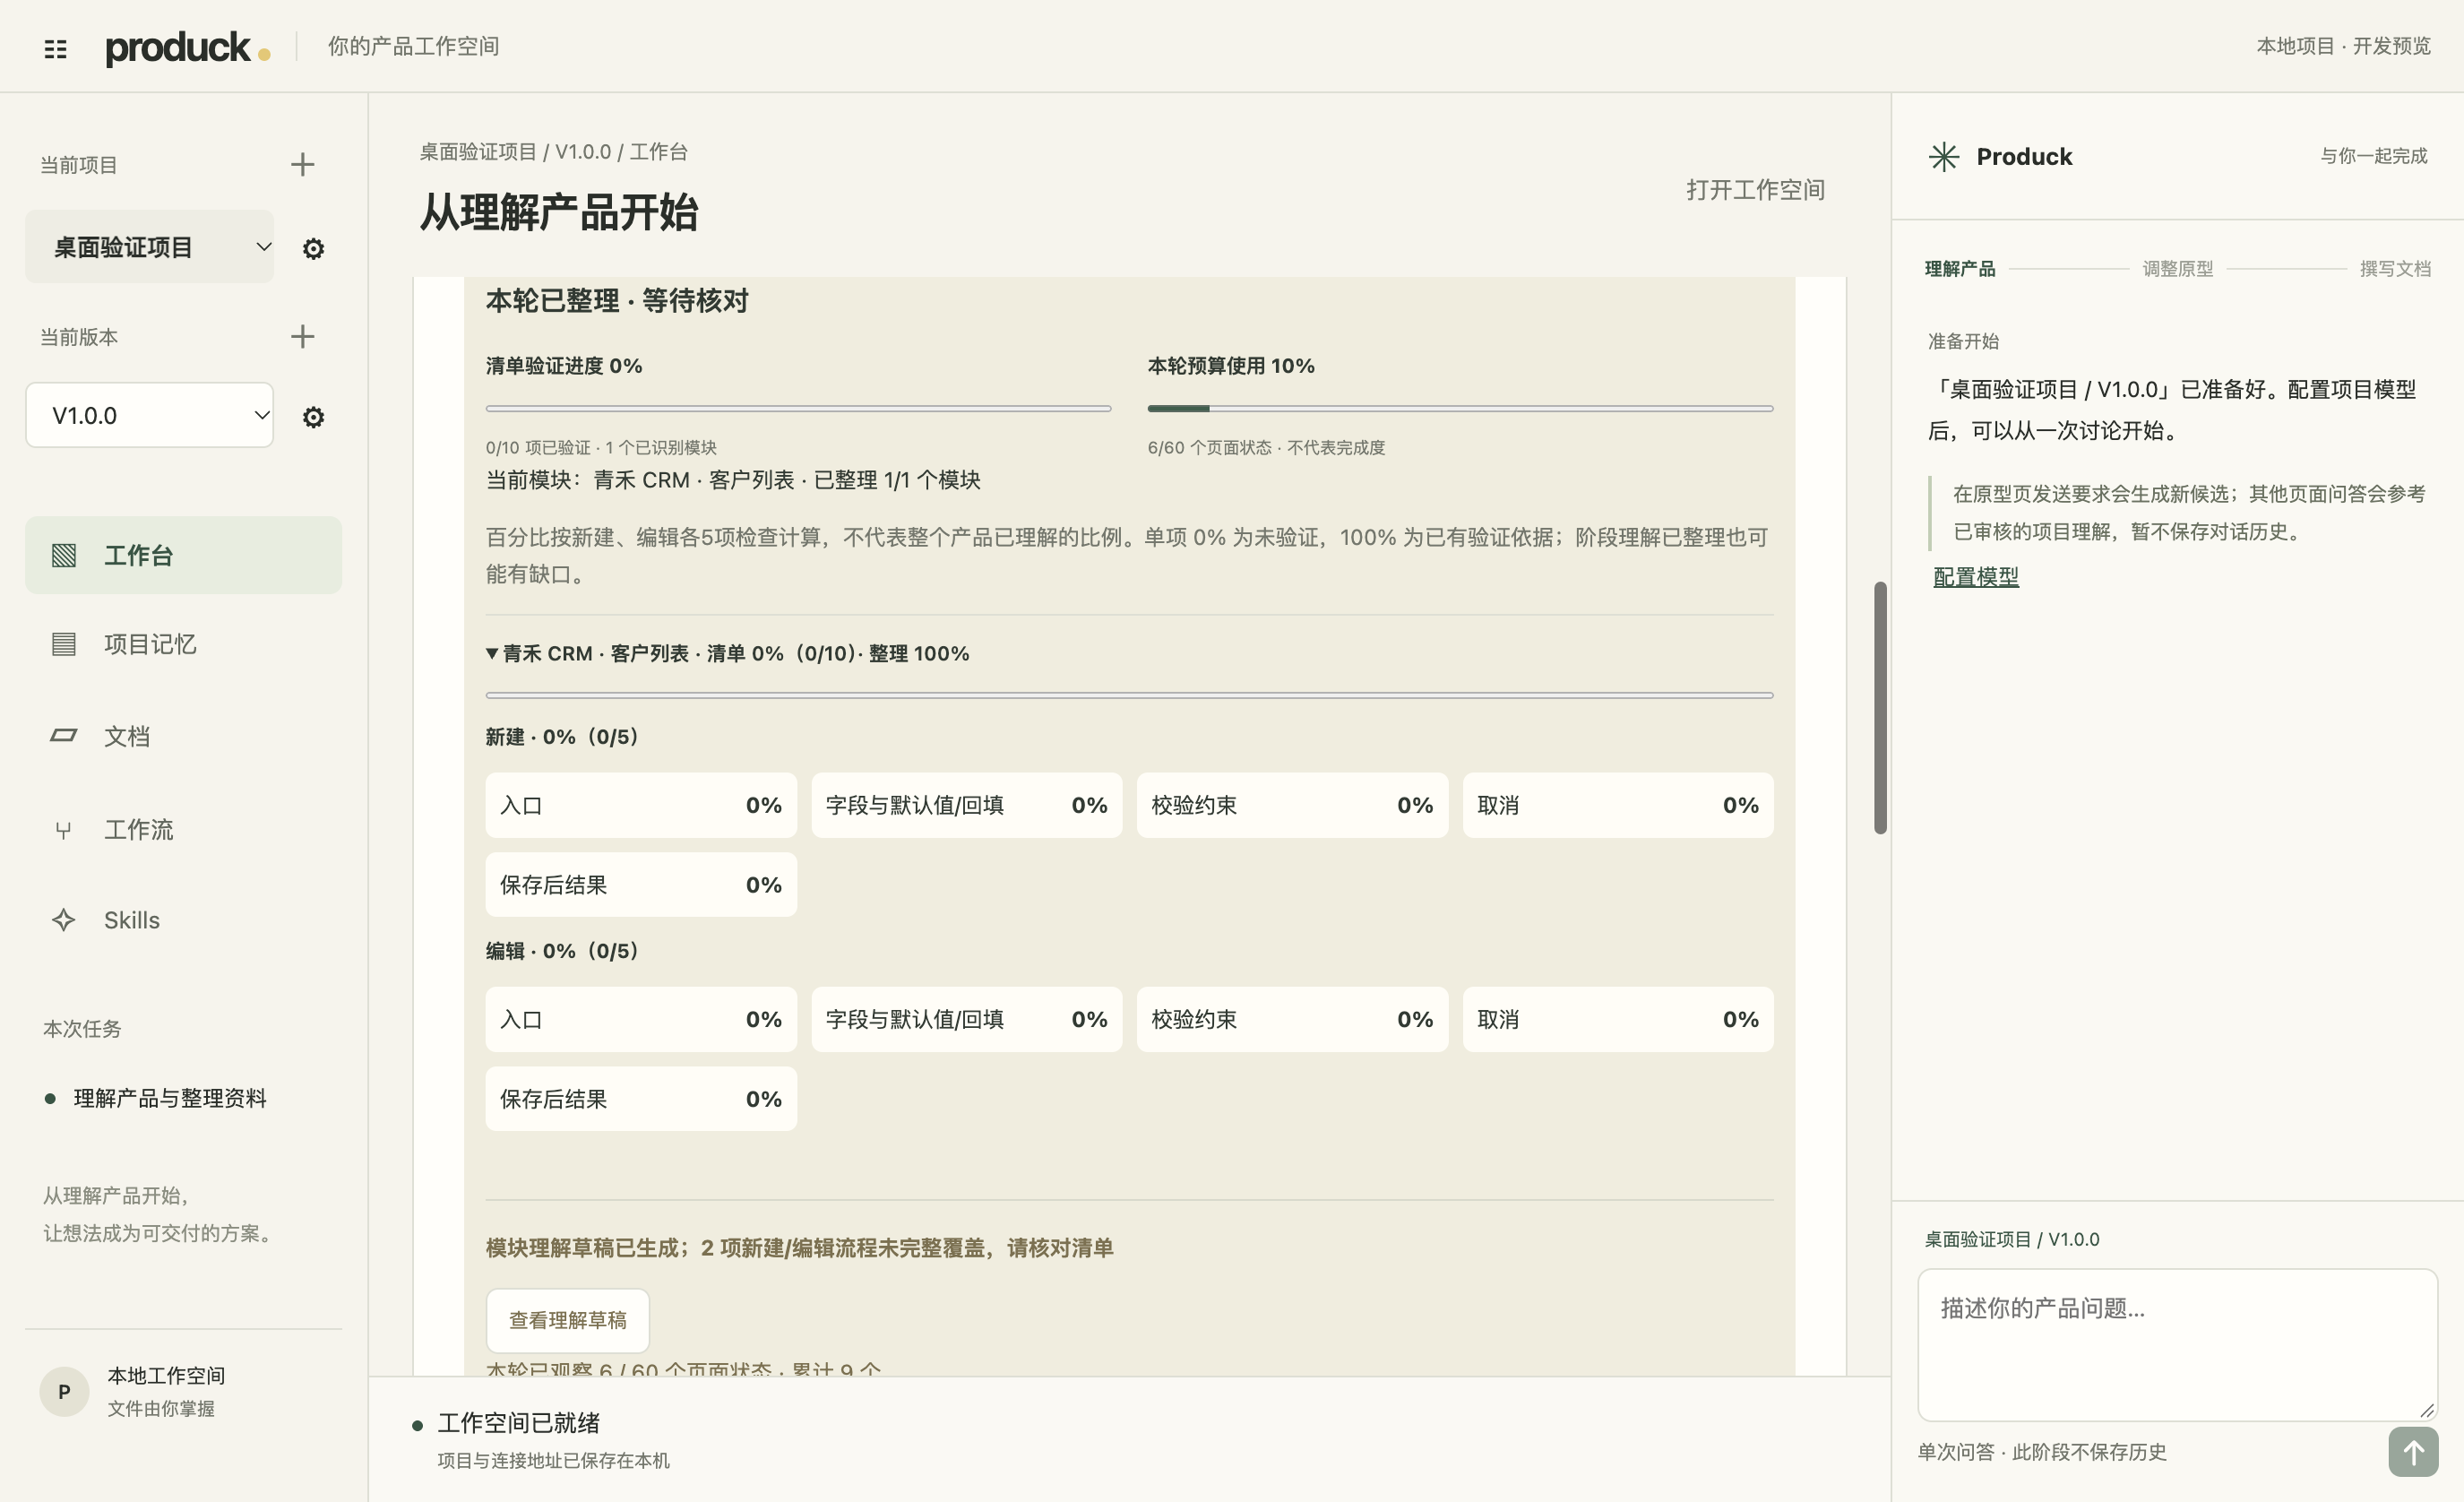 produck
你的产品工作空间
本地项目 · 开发预览
当前项目
桌面验证项目
当前版本
V1.0.0
工作台
项目记忆
文档
工作流
Skills
本次任务
理解产品与整理资料
从理解产品开始，
让想法成为可交付的方案。
P
本地工作空间
文件由你掌握
桌面验证项目 / V1.0.0 / 工作台
从理解产品开始
打开工作空间
本轮已整理 · 等待核对
清单验证进度 0%
本轮预算使用 10%
0/10 项已验证 · 1 个已识别模块
6/60 个页面状态 · 不代表完成度
当前模块：青禾 CRM · 客户列表 · 已整理 1/1 个模块
百分比按新建、编辑各5项检查计算，不代表整个产品已理解的比例。单项 0% 为未验证，100% 为已有验证依据；阶段理解已整理也可
能有缺口。
▼青禾 CRM · 客户列表 · 清单 0%（0/10）· 整理 100%
新建 · 0%（0/5）
入口 0% 字段与默认值/回填 0% 校验约束 0% 取消 0%
保存后结果 0%
编辑 · 0%（0/5）
入口 0% 字段与默认值/回填 0% 校验约束 0% 取消 0%
保存后结果 0%
模块理解草稿已生成；2 项新建/编辑流程未完整覆盖，请核对清单
查看理解草稿
本轮已观察 6 / 60 个页面状态 · 累计 9 个
工作空间已就绪
项目与连接地址已保存在本机
Produck
与你一起完成
理解产品 调整原型 撰写文档
准备开始
「桌面验证项目 / V1.0.0」已准备好。配置项目模型
后，可以从一次讨论开始。
在原型页发送要求会生成新候选；其他页面问答会参考
已审核的项目理解，暂不保存对话历史。
配置模型
桌面验证项目 / V1.0.0
描述你的产品问题...
单次问答 · 此阶段不保存历史